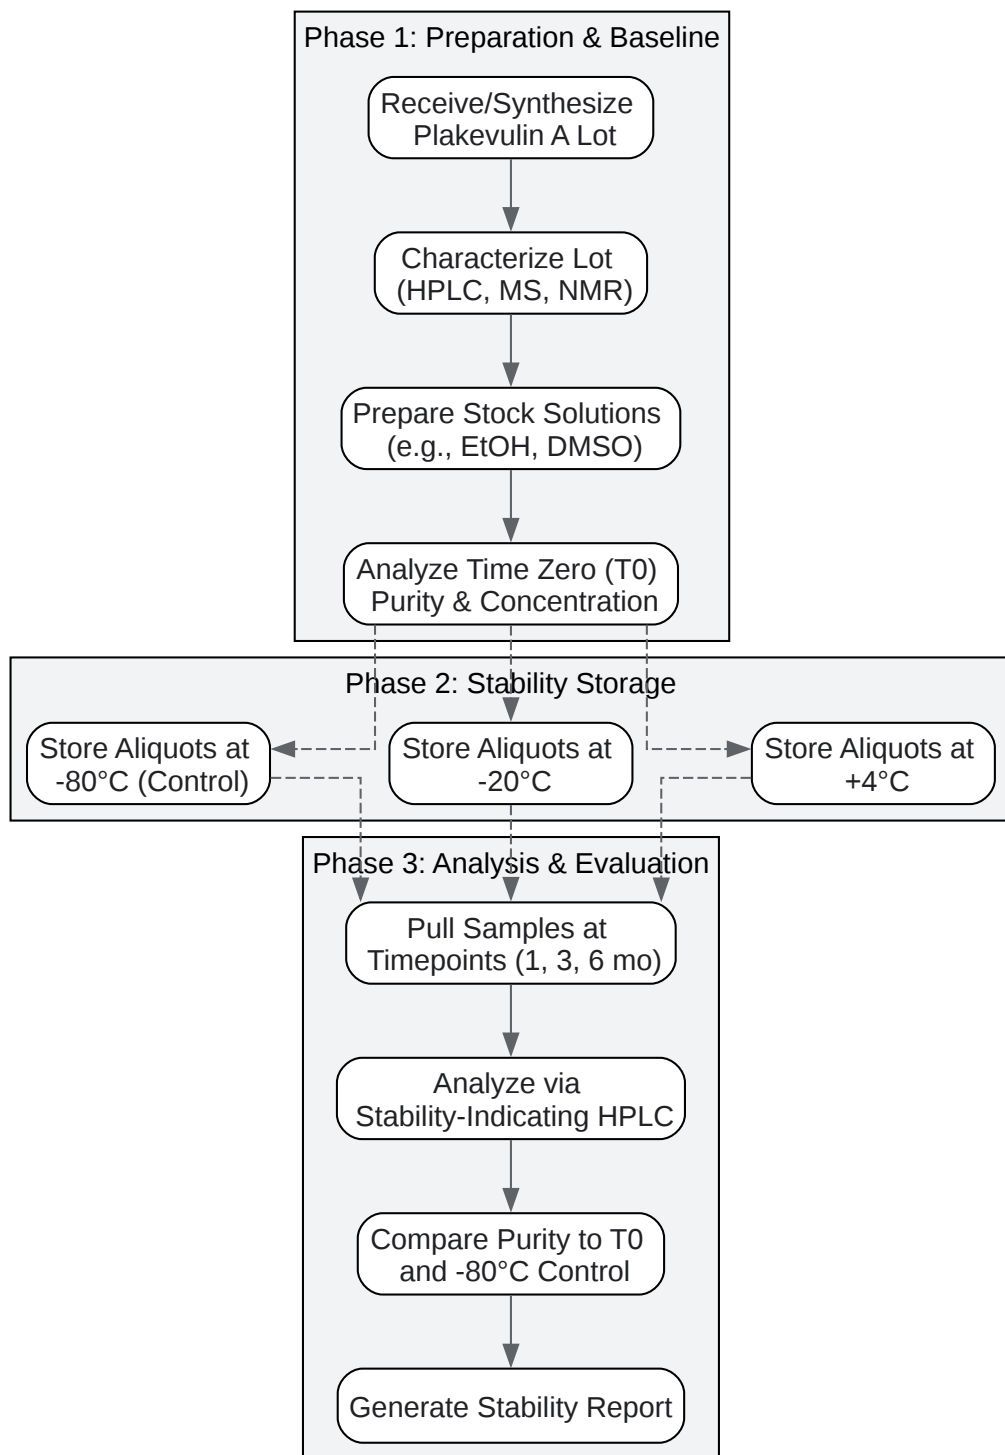 Phase 1: Preparation & Baseline
Receive/Synthesize
Plakevulin A Lot
Characterize Lot
(HPLC, MS, NMR)
Prepare Stock Solutions
(e.g., EtOH, DMSO)
Analyze Time Zero (T0)
Purity & Concentration
Phase 2: Stability Storage
Store Aliquots at
-80°C (Control)
Store Aliquots at
-20°C
Store Aliquots at
+4°C
Phase 3: Analysis & Evaluation
Pull Samples at
Timepoints (1, 3, 6 mo)
Analyze via
Stability-Indicating HPLC
Compare Purity to T0
and -80°C Control
Generate Stability Report